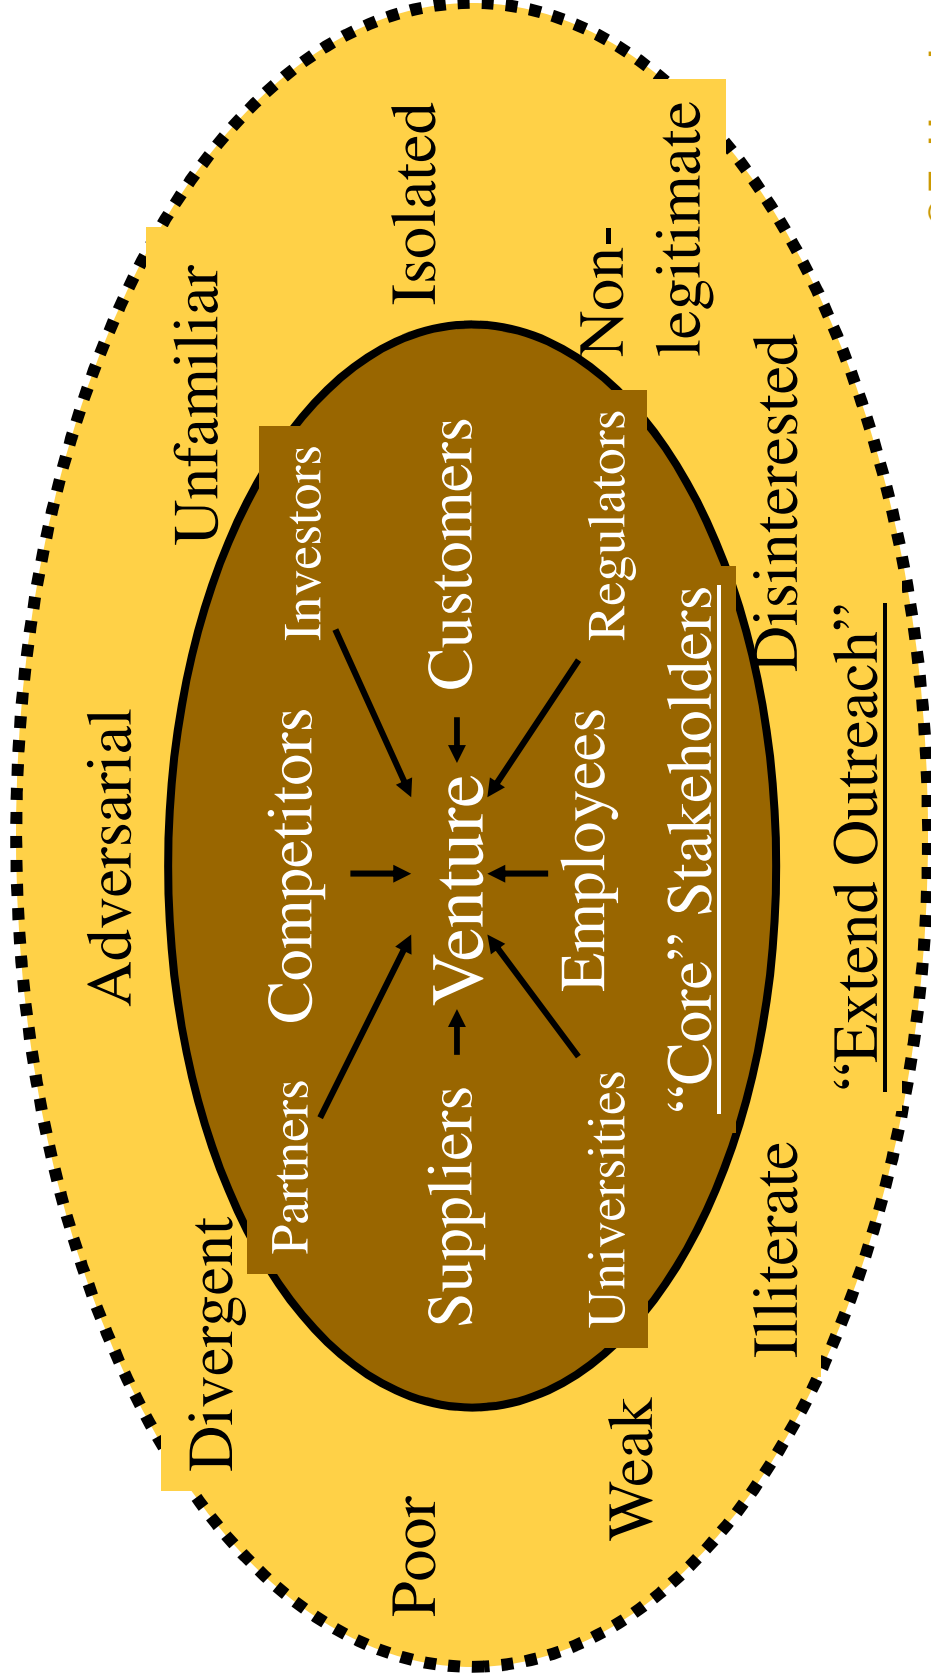 Adversarial
Divergent
Unfamiliar
Partners
Competitors
Investors
Poor
Suppliers
Venture
Customers
Isolated
Weak
Universities
Employees
Regulators
Non-
legitimate
“Core” Stakeholders
Illiterate
Disinterested
“Extend Outreach”